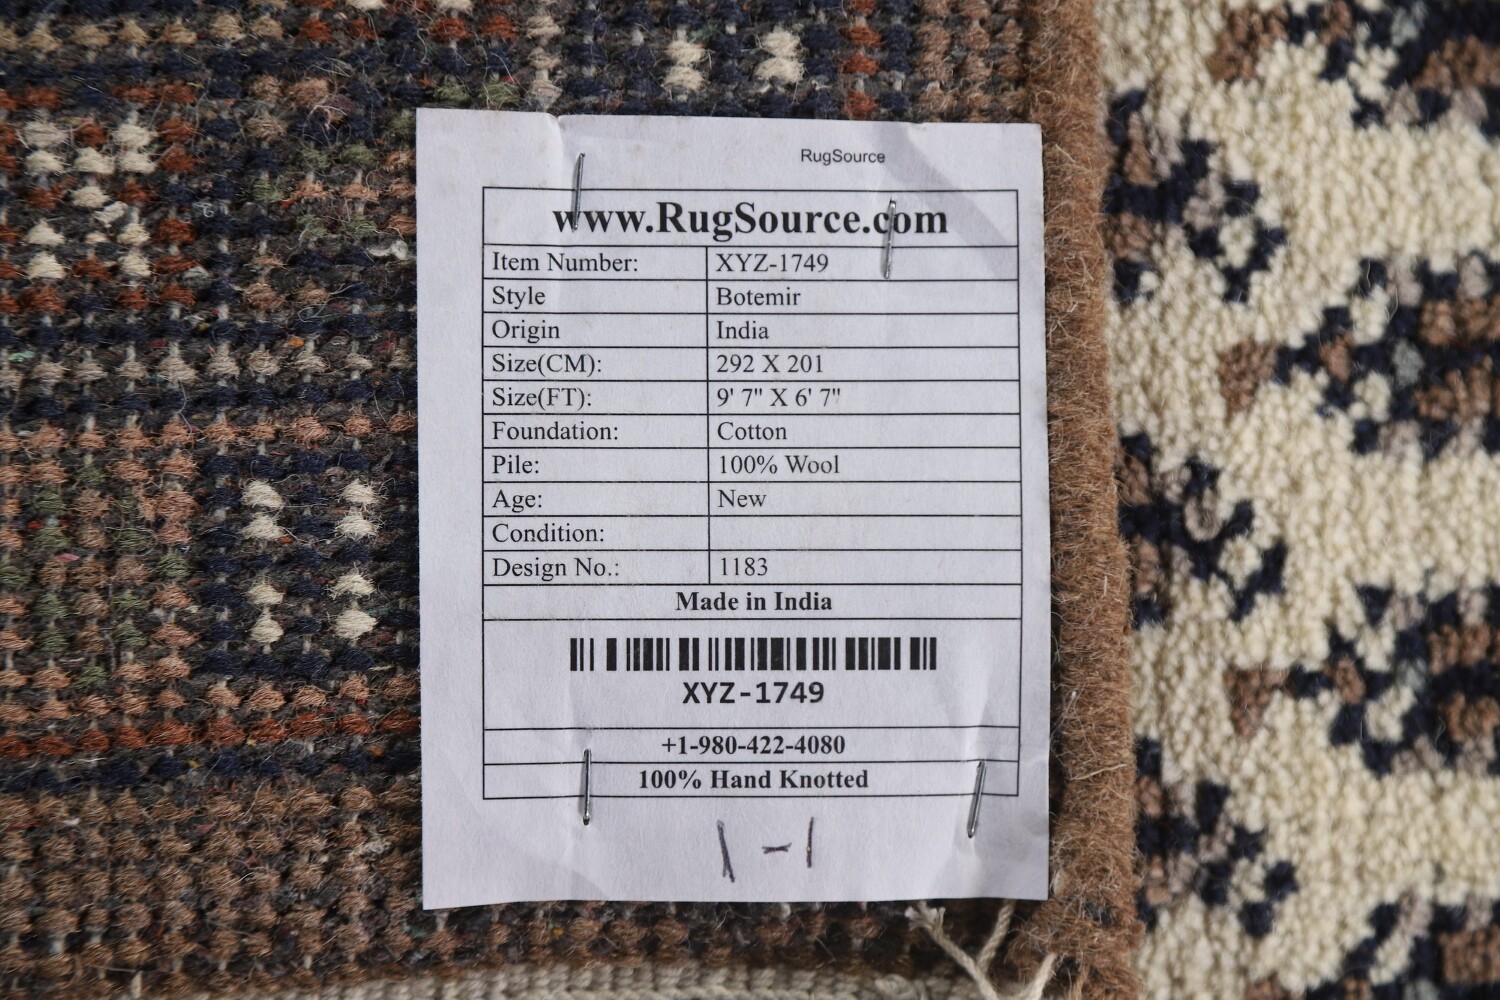 RugSource
www.RugSource.com
Item Number: XYZ-1749
Style Botemir
Origin India
Size(CM): 292 X 201
Size(FT): 9' 7" X 6' 7"
Foundation: Cotton
Pile: 100% Wool
Age: New
Condition:
Design No.: 1183
Made in India
XYZ-1749
+1-980-422-4080
100% Hand Knotted
1-1